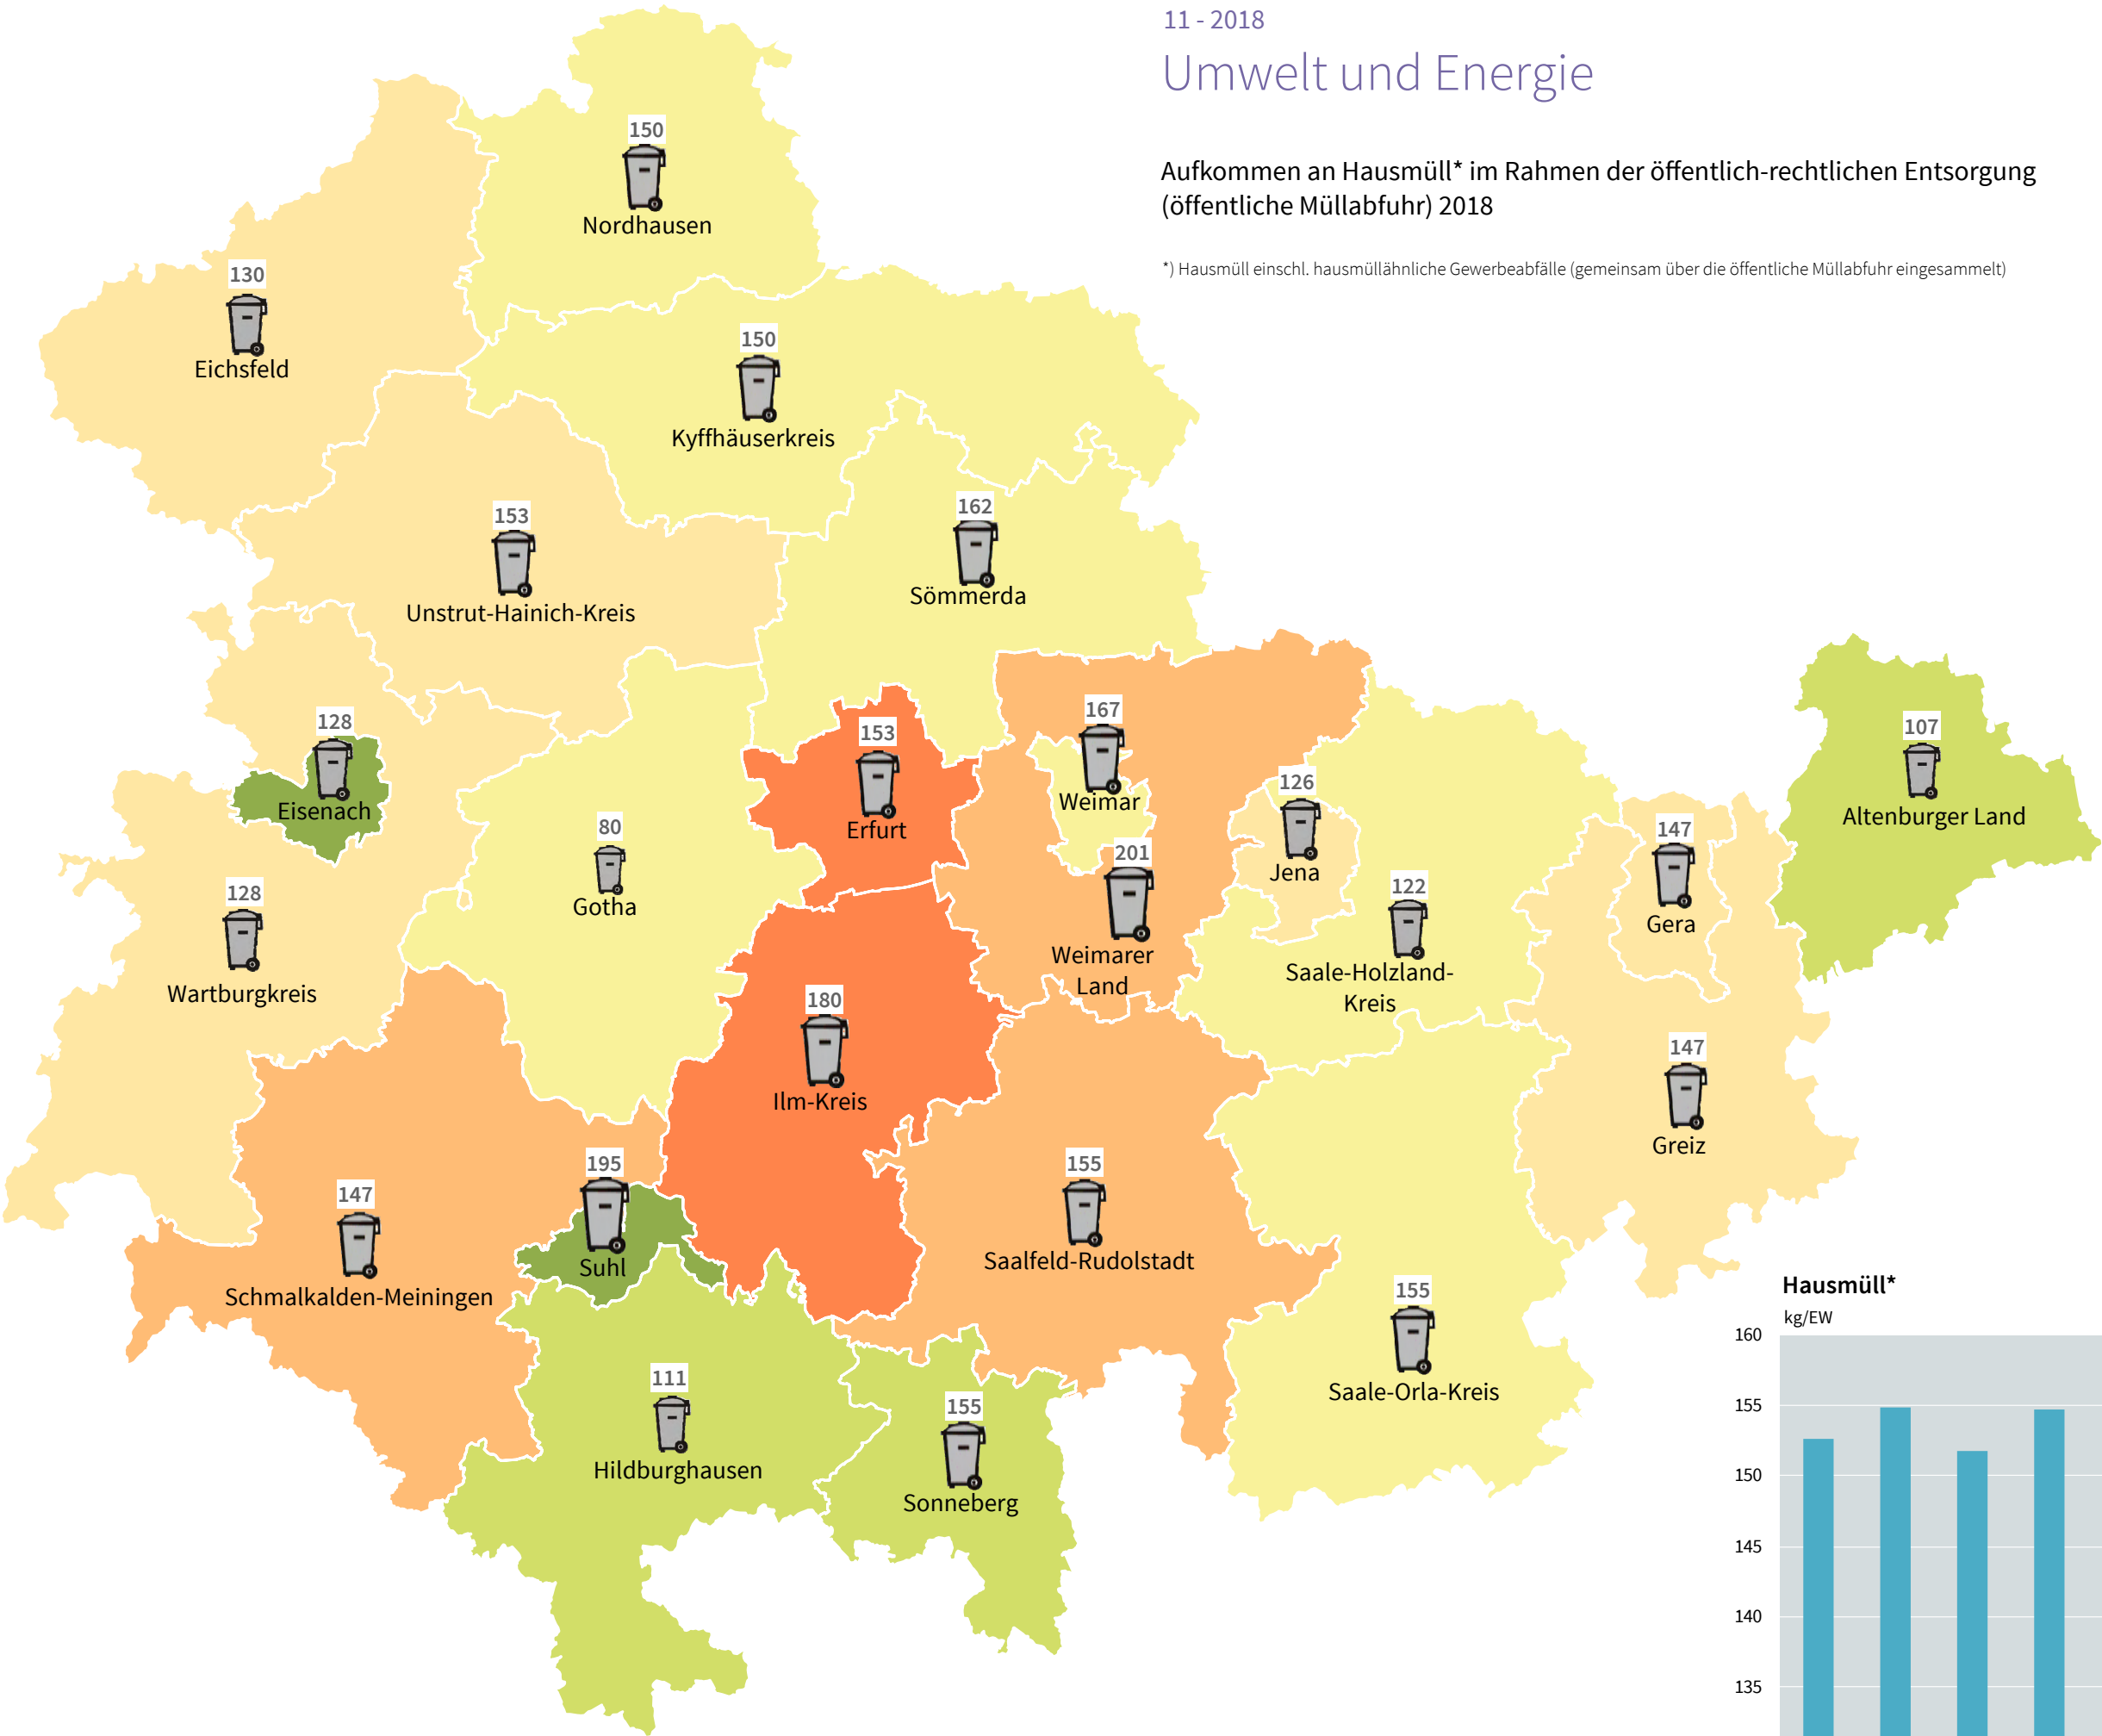 11 - 2018
Umwelt und Energie
Aufkommen an Hausmüll* im Rahmen der öffentlich-rechtlichen Entsorgung
(öffentliche Müllabfuhr) 2018
*) Hausmüll einschl. hausmüllähnliche Gewerbeabfälle (gemeinsam über die öffentliche Müllabfuhr eingesammelt)
150
Nordhausen
130
Eichsfeld
150
Kyffhäuserkreis
153
Unstrut-Hainich-Kreis
162
Sömmerda
128
Eisenach
153
Erfurt
167
Weimar
126
Jena
107
Altenburger Land
80
Gotha
201
Weimarer
Land
147
Gera
128
Wartburgkreis
122
Saale-Holzland-
Kreis
180
Ilm-Kreis
147
Greiz
195
Suhl
147
Schmalkalden-Meiningen
155
Saalfeld-Rudolstadt
155
Saale-Orla-Kreis
111
Hildburghausen
155
Sonneberg
Hausmüll*
kg/EW
160
155
150
145
140
135